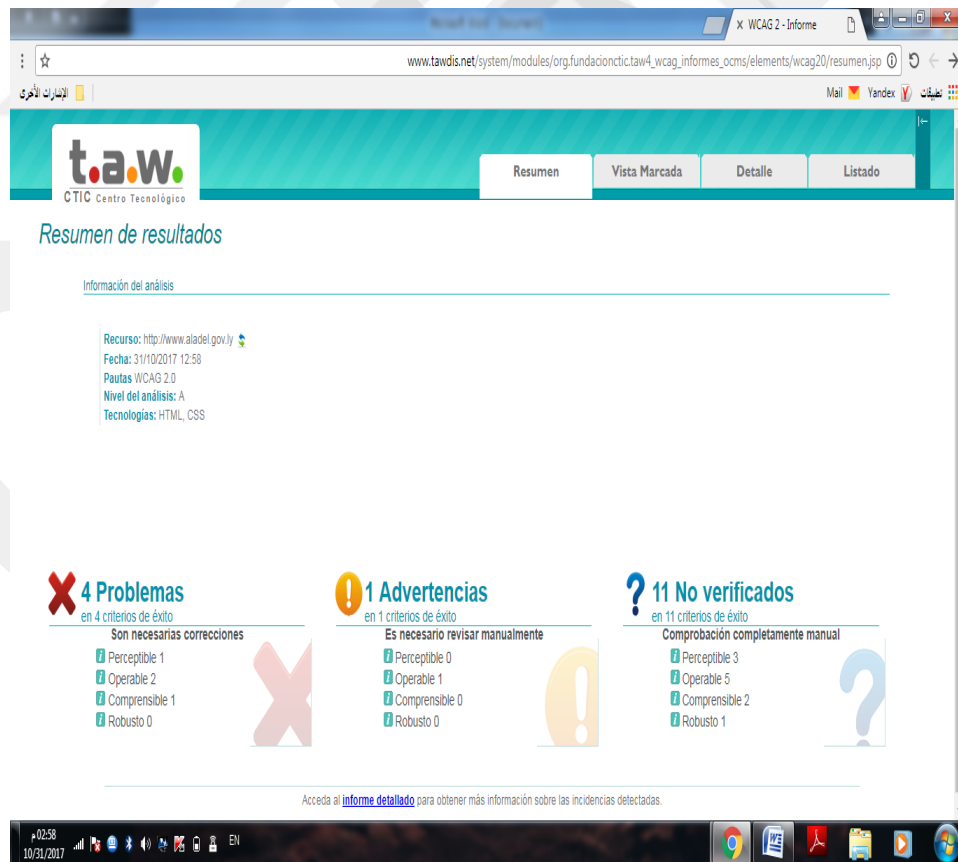 WCAG 2 - Informe
www.tawdis.net/system/modules/org.fundacionctic.taw4_wcag_informes_ocms/elements/wcag20/resumen.jsp
الإشارات الأخرى
Mail Yandex تطبيقات
t.a.w.
CTIC Centro Tecnológico
Resumen Vista Marcada Detalle Listado
Resumen de resultados
Información del análisis
Recurso: http://www.aladel.gov.ly
Fecha: 31/10/2017 12:58
Pautas WCAG 2.0
Nivel del análisis: A
Tecnologías: HTML, CSS
4 Problemas
en 4 criterios de éxito
Son necesarias correcciones
Perceptible 1
Operable 2
Comprensible 1
Robusto 0
1 Advertencias
en 1 criterios de éxito
Es necesario revisar manualmente
Perceptible 0
Operable 1
Comprensible 0
Robusto 0
11 No verificados
en 11 criterios de éxito
Comprobación completamente manual
Perceptible 3
Operable 5
Comprensible 2
Robusto 1
Acceda al informe detallado para obtener más información sobre las incidencias detectadas.
02:58 م
10/31/2017
EN